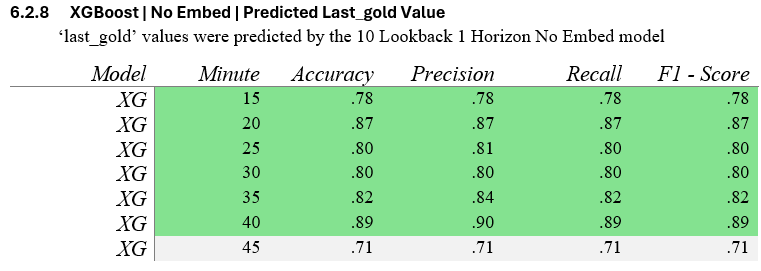 6.2.8 XGBoost | No Embed | Predicted Last_gold Value
‘last_gold’ values were predicted by the 10 Lookback 1 Horizon No Embed model
Model Minute Accuracy Precision Recall F1 - Score
XG 15 .78 .78 .78 .78
XG 20 .87 .87 .87 .87
XG 25 .80 .81 .80 .80
XG 30 .80 .80 .80 .80
XG 35 .82 .84 .82 .82
XG 40 .89 .90 .89 .89
XG 45 .71 .71 .71 .71